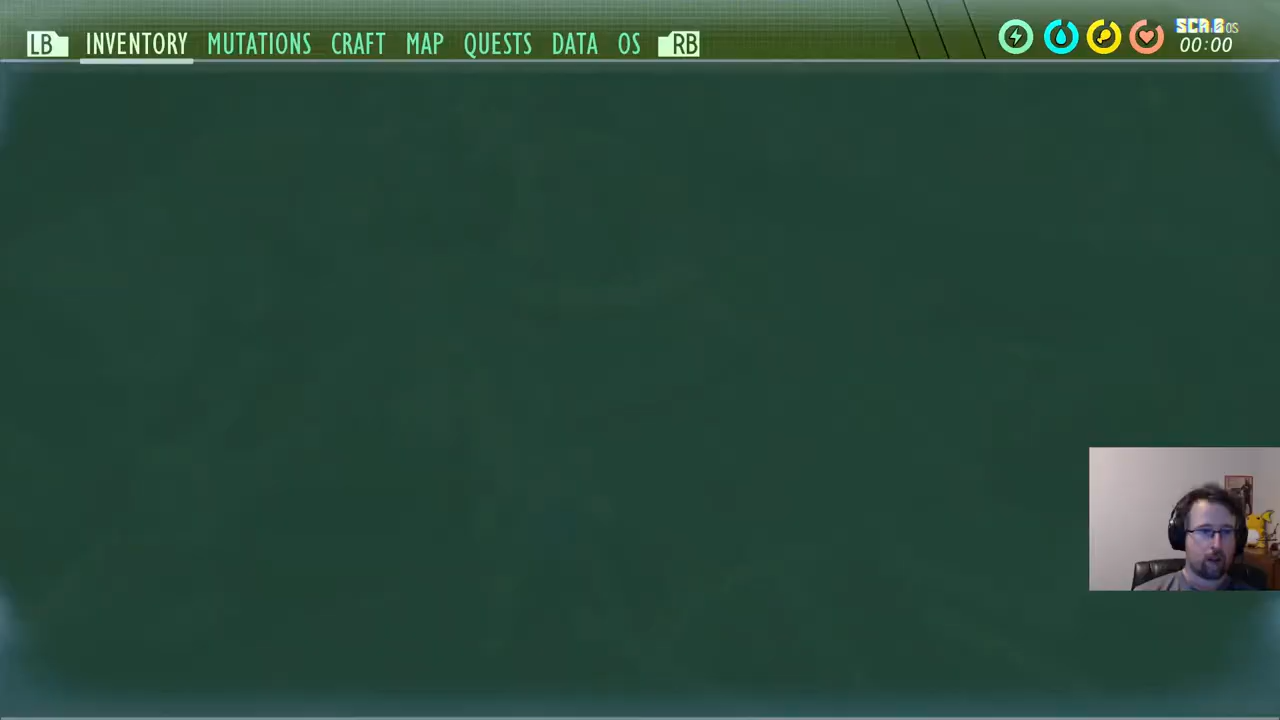 LB INVENTORY MUTATIONS CRAFT MAP QUESTS DATA OS RB
00:00